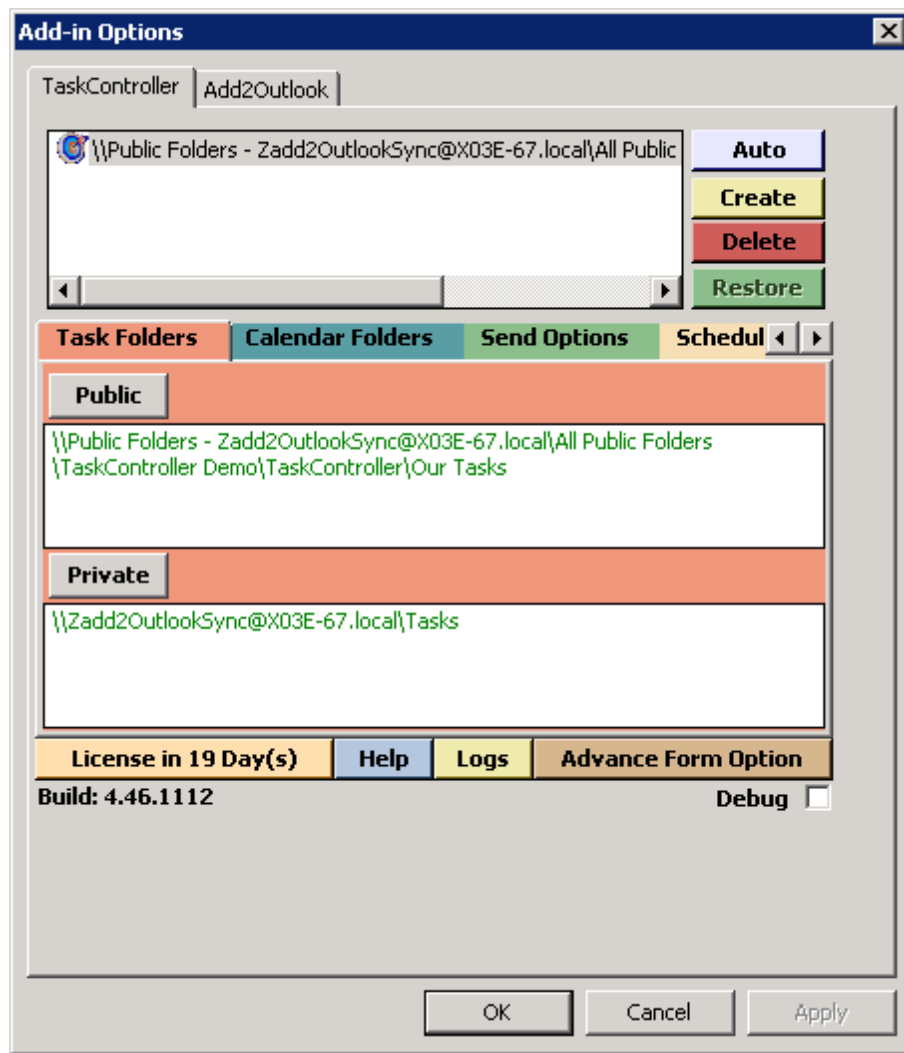 Add-in Options
TaskController Add2Outlook
\\Public Folders - Zadd2OutlookSync@X03E-67.local\All Public
Auto
Create
Delete
Restore
Task Folders Calendar Folders Send Options Schedul
Public
\\Public Folders - Zadd2OutlookSync@X03E-67.local\All Public Folders
\TaskController Demo\TaskController\Our Tasks
Private
\\Zadd2OutlookSync@X03E-67.local\Tasks
License in 19 Day(s) Help Logs Advance Form Option
Build: 4.46.1112 Debug
OK Cancel Apply